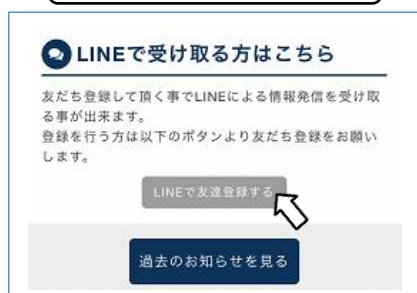 LINEで受け取る方はこちら
友だち登録して頂く事でLINEによる情報発信を受け取
る事が出来ます。
登録を行う方は以下のボタンより友だち登録をお願い
します。
LINEで友達登録する
過去のお知らせを見る